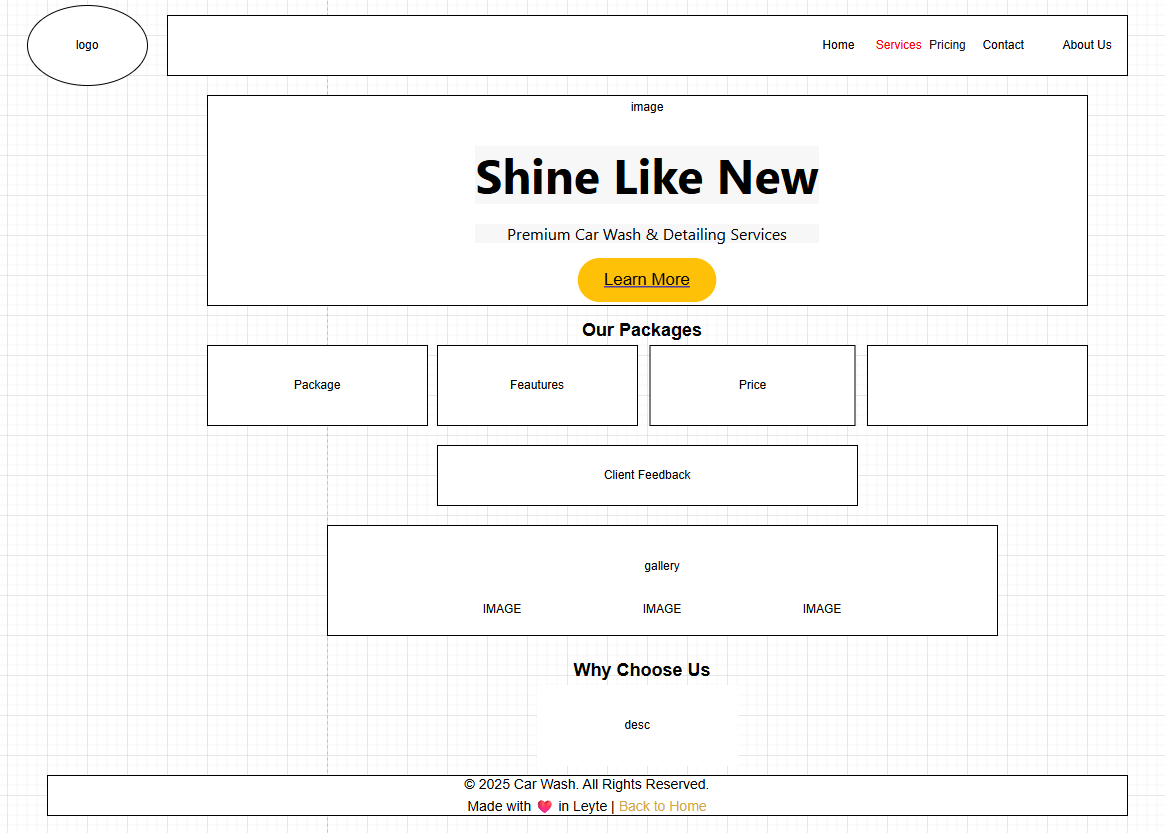 logo
Home Services Pricing Contact About Us
image
Shine Like New
Premium Car Wash & Detailing Services
Learn More
Our Packages
Package Feautures Price
Client Feedback
gallery
IMAGE IMAGE IMAGE
Why Choose Us
desc
© 2025 Car Wash. All Rights Reserved.
Made with ❤️ in Leyte | Back to Home